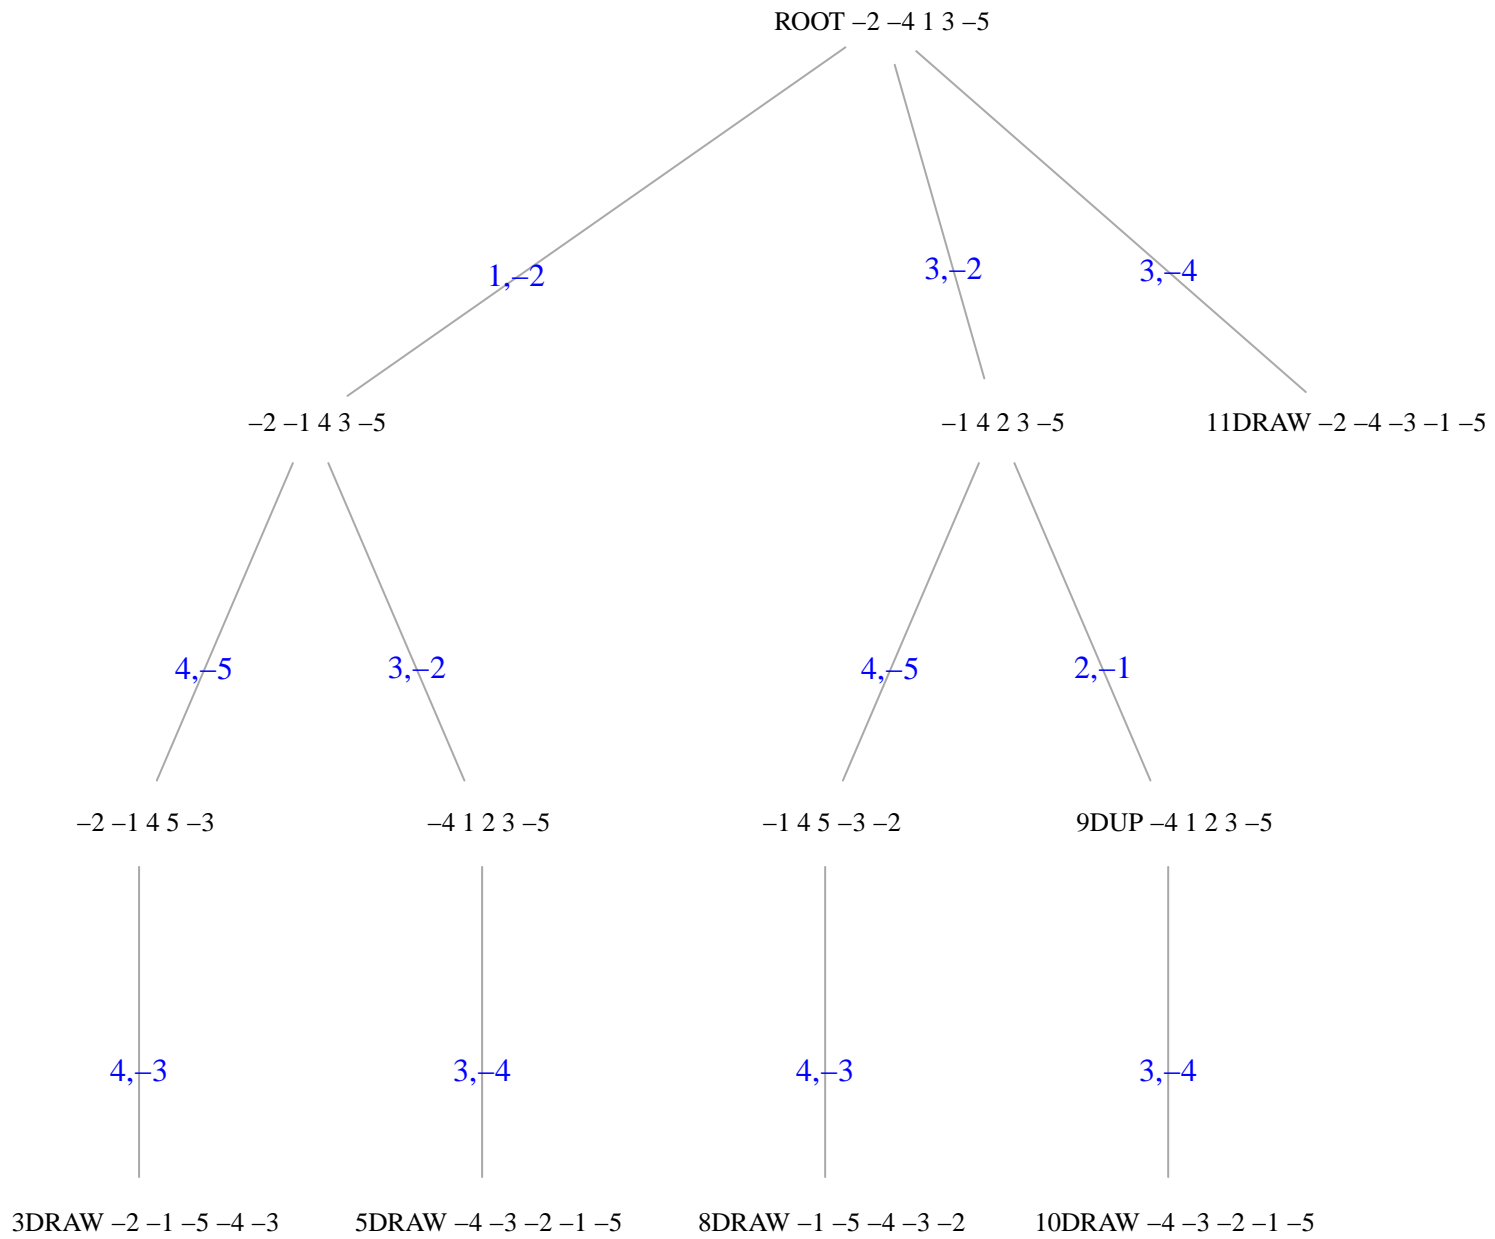 ROOT –2 –4 1 3 –5
1,–2
3,–2
3,–4
–2 –1 4 3 –5
–1 4 2 3 –5
11DRAW –2 –4 –3 –1 –5
4,–5
3,–2
4,–5
2,–1
–2 –1 4 5 –3
–4 1 2 3 –5
–1 4 5 –3 –2
9DUP –4 1 2 3 –5
4,–3
3,–4
4,–3
3,–4
3DRAW –2 –1 –5 –4 –3
5DRAW –4 –3 –2 –1 –5
8DRAW –1 –5 –4 –3 –2
10DRAW –4 –3 –2 –1 –5